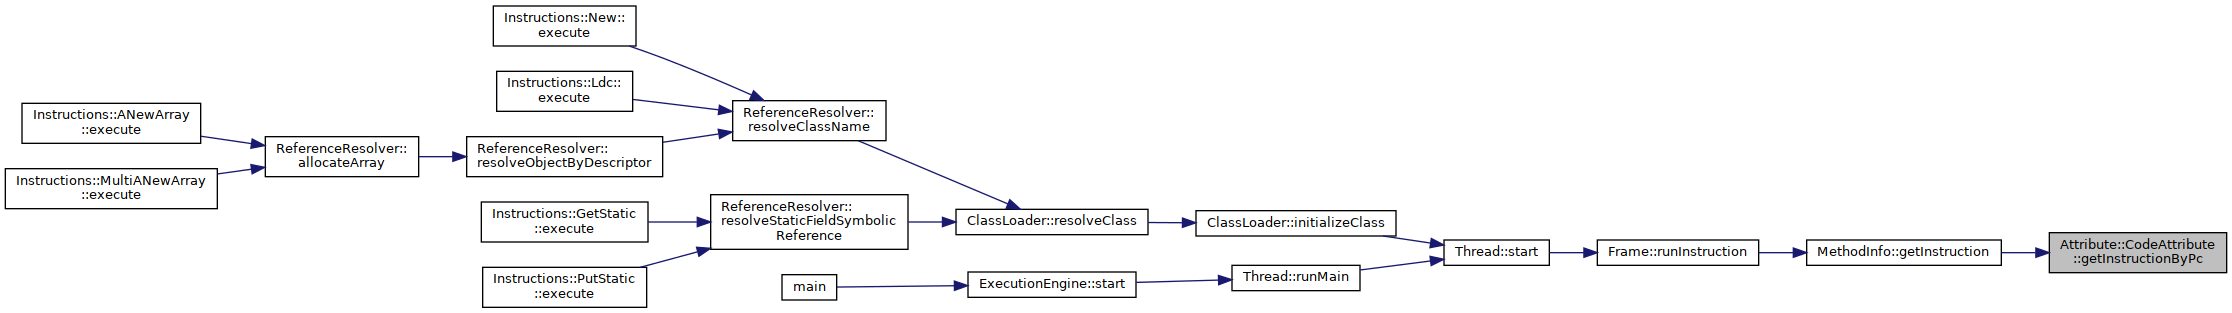 Instructions::New::
execute
Instructions::Ldc::
execute
Instructions::ANewArray
::execute
ReferenceResolver::
resolveClassName
ReferenceResolver::
allocateArray
ReferenceResolver::
resolveObjectByDescriptor
Instructions::MultiANewArray
::execute
Instructions::GetStatic
::execute
ReferenceResolver::
resolveStaticFieldSymbolic
Reference
ClassLoader::resolveClass
ClassLoader::initializeClass
Thread::start
Frame::runInstruction
MethodInfo::getInstruction
Attribute::CodeAttribute
::getInstructionByPc
Instructions::PutStatic
::execute
main
ExecutionEngine::start
Thread::runMain